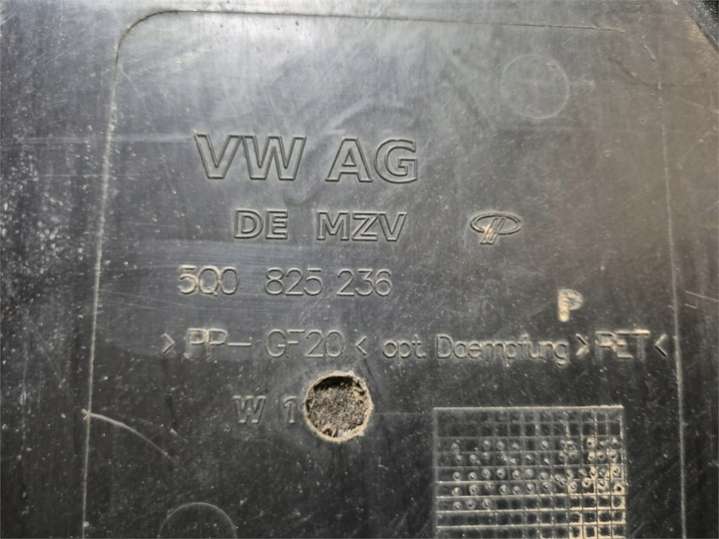 VW AG
DE MZV
5Q0 825 236
P
>PP-GF20< opt. Daempfung >PET<
W 1